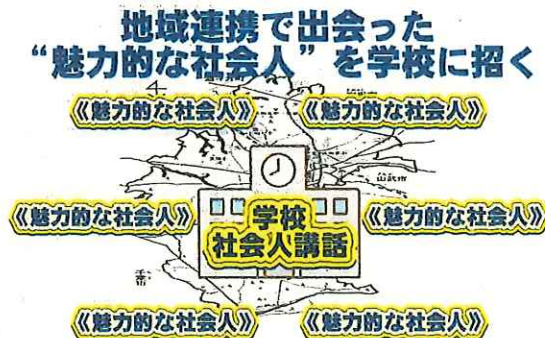 地域連携で出会った
“魅力的な社会人”を学校に招く
《魅力的な社会人》 《魅力的な社会人》
山武市
《魅力的な社会人》 学校 《魅力的な社会人》
社会人講話
《魅力的な社会人》 《魅力的な社会人》